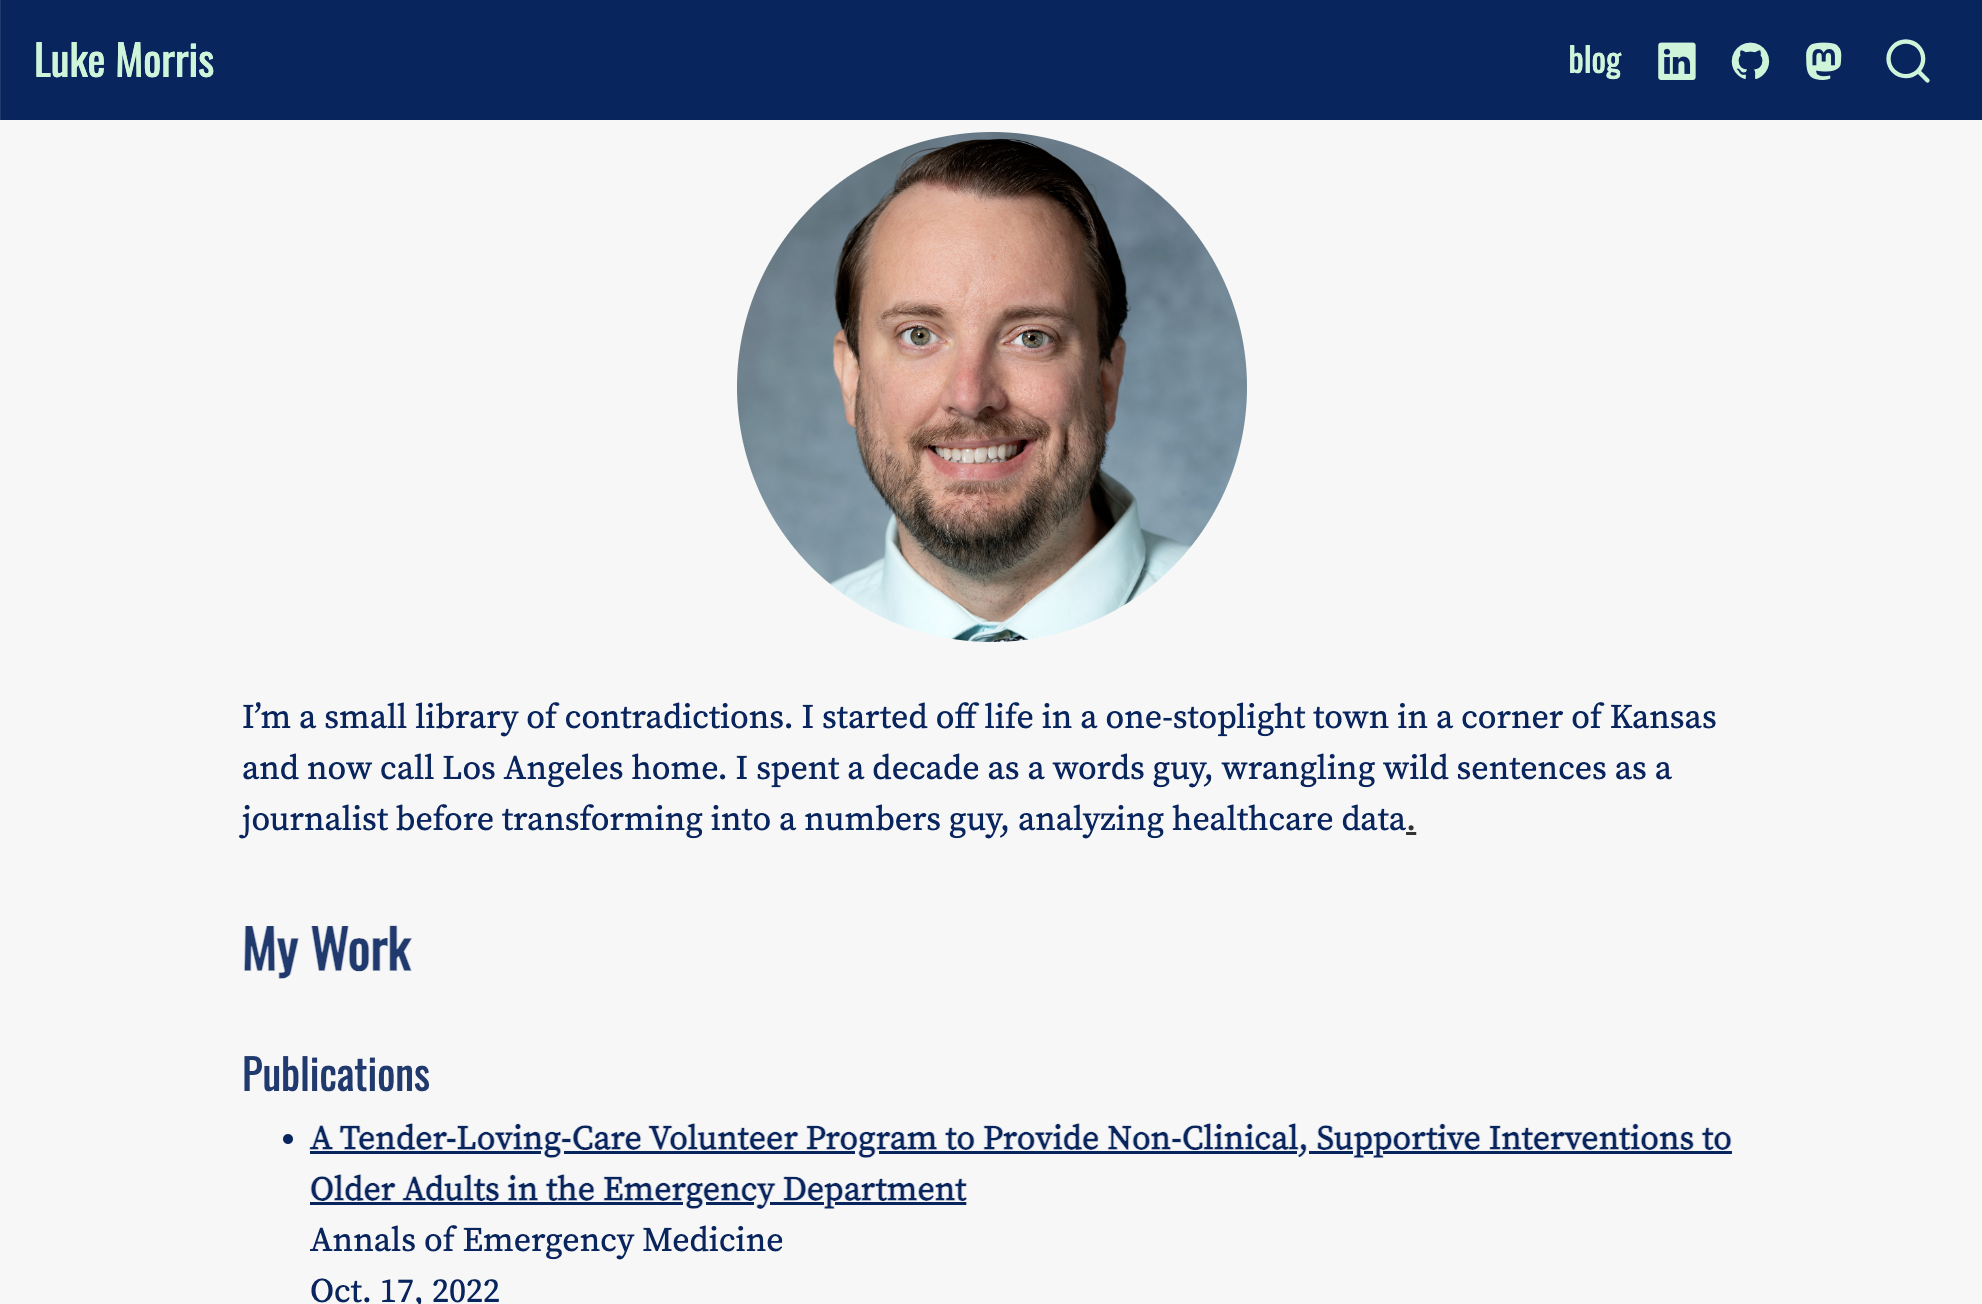 Luke Morris
blog
I’m a small library of contradictions. I started off life in a one-stoplight town in a corner of Kansas
and now call Los Angeles home. I spent a decade as a words guy, wrangling wild sentences as a
journalist before transforming into a numbers guy, analyzing healthcare data.
My Work
Publications
• A Tender-Loving-Care Volunteer Program to Provide Non-Clinical, Supportive Interventions to
Older Adults in the Emergency Department
Annals of Emergency Medicine
Oct. 17, 2022